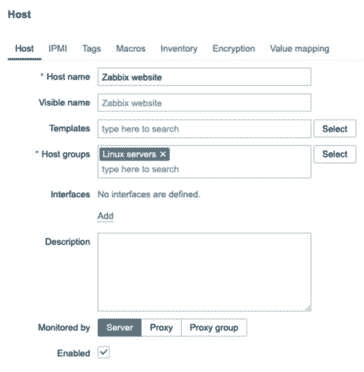 Host
Host IPMI Tags Macros Inventory Encryption Value mapping
* Host name Zabbix website
Visible name Zabbix website
Templates type here to search Select
* Host groups Linux servers × Select
type here to search
Interfaces No interfaces are defined.
Add
Description
Monitored by Server Proxy Proxy group
Enabled